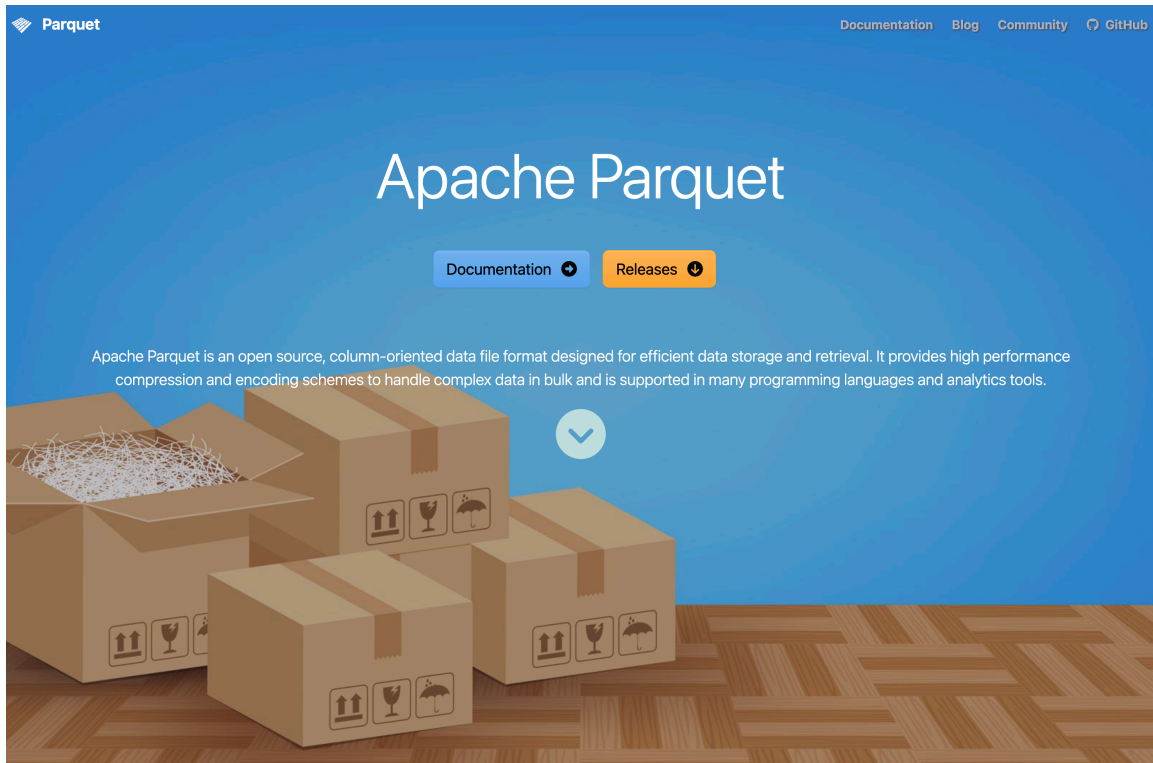 Parquet
Documentation Blog Community GitHub
Apache Parquet
Documentation Releases
Apache Parquet is an open source, column-oriented data file format designed for efficient data storage and retrieval. It provides high performance
compression and encoding schemes to handle complex data in bulk and is supported in many programming languages and analytics tools.